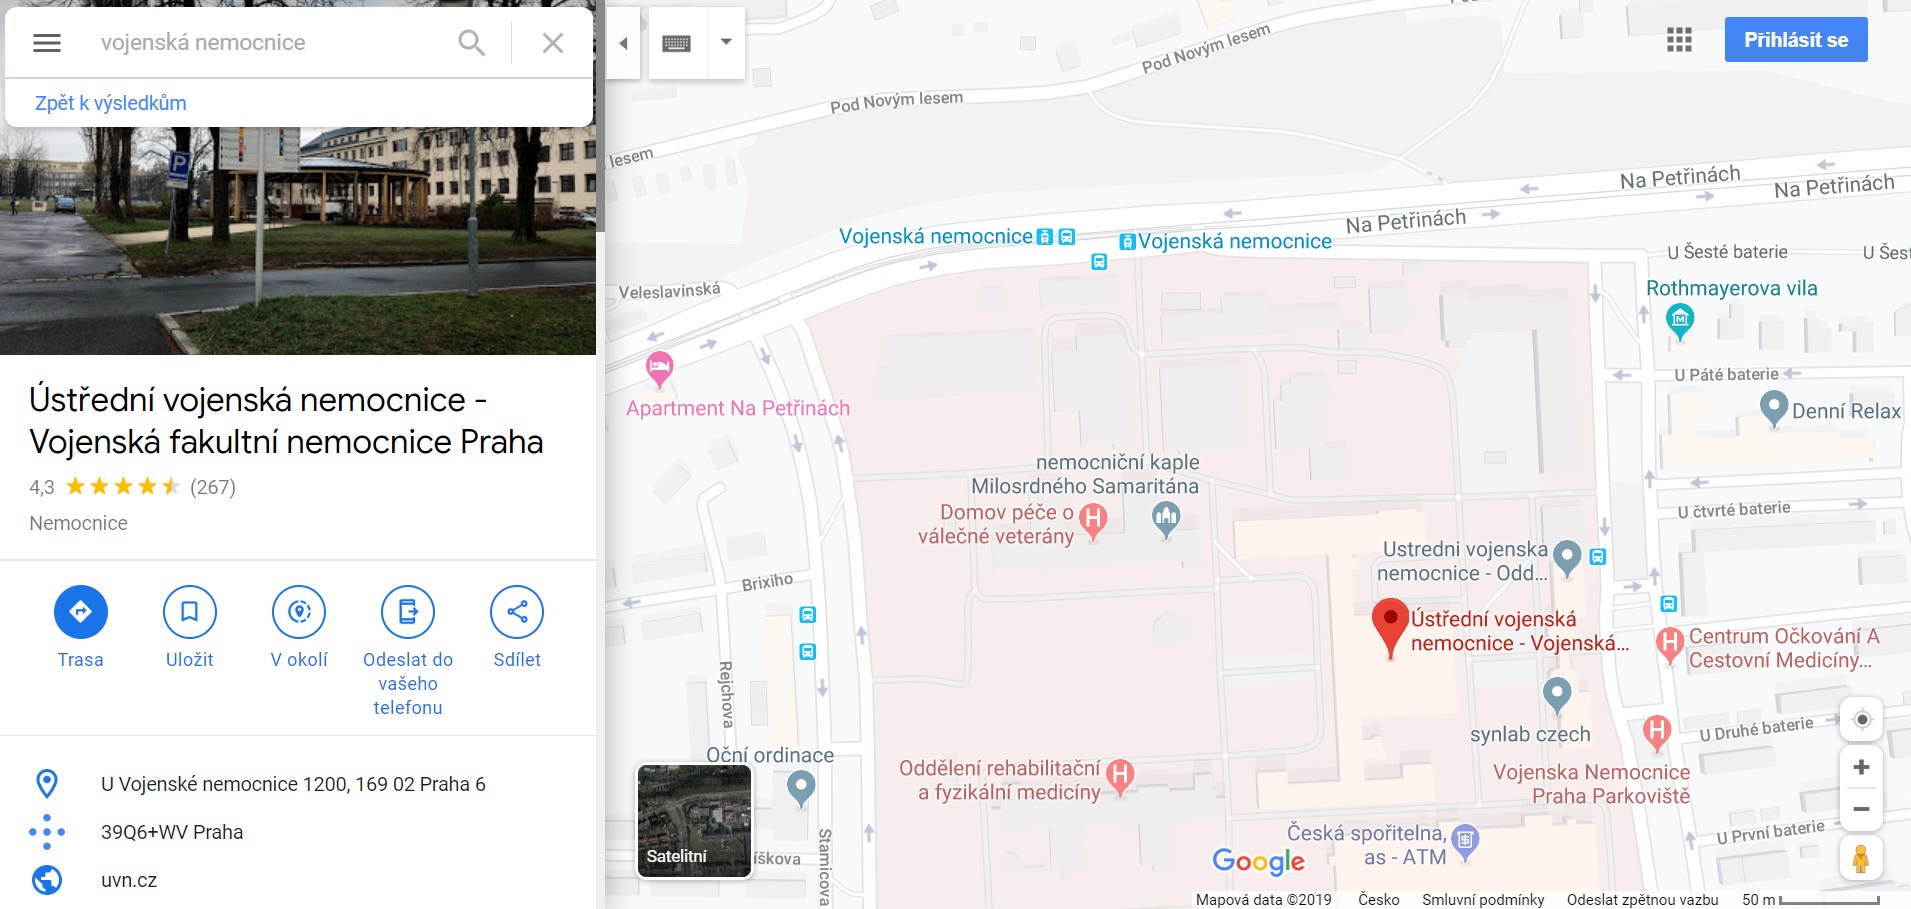 vojenská nemocnice
Zpět k výsledkům
P
Ústřední vojenská nemocnice -
Vojenská fakultní nemocnice Praha
4,3 (267)
Nemocnice
Trasa
Uložit
V okolí
Odeslat do
vašeho
telefonu
Sdílet
U Vojenské nemocnice 1200, 169 02 Praha 6
39Q6+WV Praha
uvn.cz
Přihlásit se
Pod Novým lesem
Pod Novým lesem
lesem
Na Petřinách
Na Petřinách
Na Petřinách
Vojenská nemocnice
Vojenská nemocnice
U Šesté baterie
U Šest
Veleslavínská
Rothmayerova vila
Apartment Na Petřinách
U Páté baterie
Denní Relax
nemocniční kaple
Milosrdného Samaritána
Domov péče o
válečné veterány
U čtvrté baterie
Ustredni vojenska
nemocnice - Odd...
Brixiho
Ústřední vojenská
nemocnice - Vojenská...
Centrum Očkování A
Cestovní Medicíny...
Rejchova
synlab czech
U Druhé baterie
Oční ordinace
Oddělení rehabilitační
a fyzikální medicíny
Vojenska Nemocnice
Praha Parkoviště
Česká spořitelna,
as - ATM
U První baterie
Satelitní
íškova
Stamicova
Google
Mapová data ©2019 Česko Smluvní podmínky Odeslat zpětnou vazbu 50 m